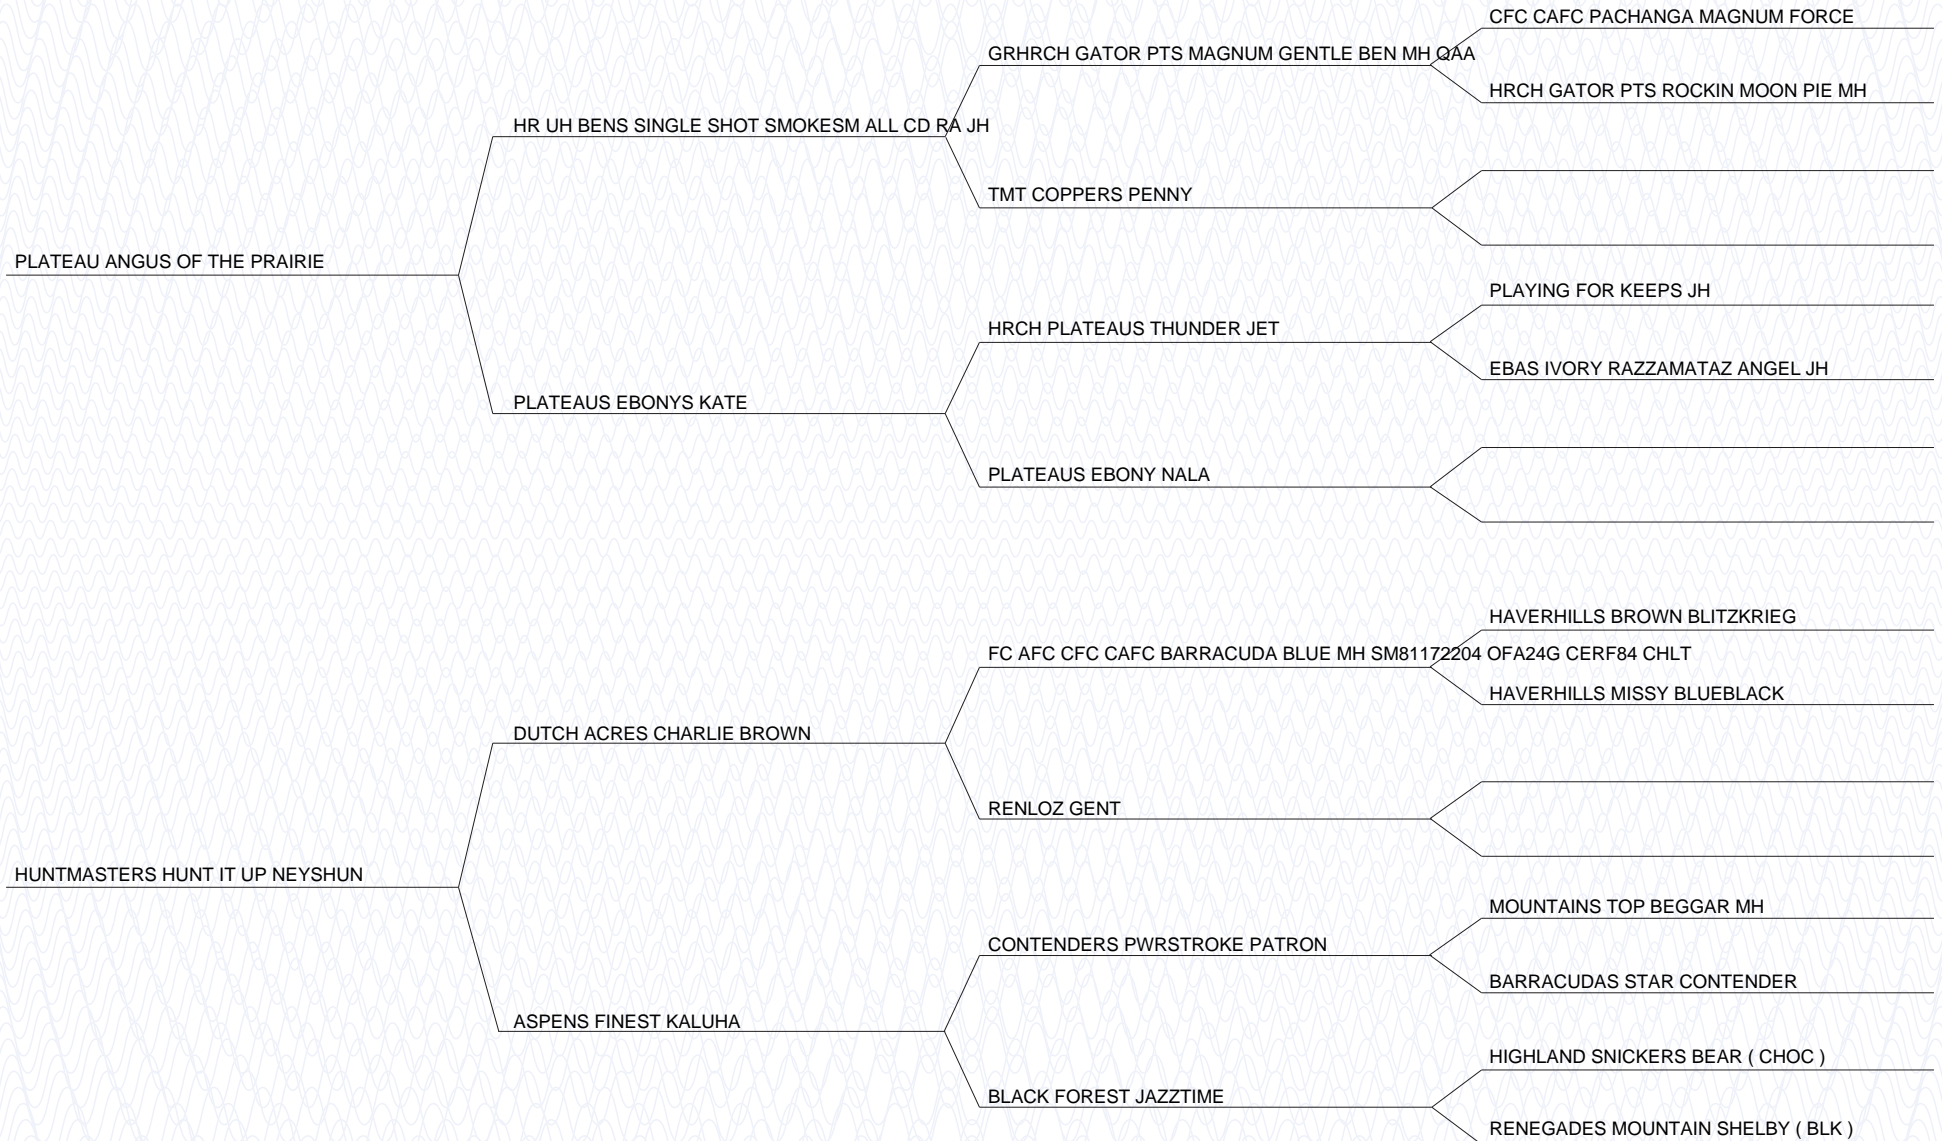 CFC CAFC PACHANGA MAGNUM FORCE
GRHRCH GATOR PTS MAGNUM GENTLE BEN MH QAA
HRCH GATOR PTS ROCKIN MOON PIE MH
HR UH BENS SINGLE SHOT SMOKESM ALL CD RA JH
TMT COPPERS PENNY
PLATEAU ANGUS OF THE PRAIRIE
PLAYING FOR KEEPS JH
HRCH PLATEAUS THUNDER JET
EBAS IVORY RAZZAMATAZ ANGEL JH
PLATEAUS EBONYS KATE
PLATEAUS EBONY NALA
HAVERHILLS BROWN BLITZKRIEG
FC AFC CFC CAFC BARRACUDA BLUE MH SM81172204 OFA24G CERF84 CHLT
HAVERHILLS MISSY BLUEBLACK
DUTCH ACRES CHARLIE BROWN
RENLOZ GENT
HUNTMASTERS HUNT IT UP NEYSHUN
MOUNTAINS TOP BEGGAR MH
CONTENDERS PWRSTROKE PATRON
BARRACUDAS STAR CONTENDER
ASPENS FINEST KALUHA
HIGHLAND SNICKERS BEAR ( CHOC )
BLACK FOREST JAZZTIME
RENEGADES MOUNTAIN SHELBY ( BLK )